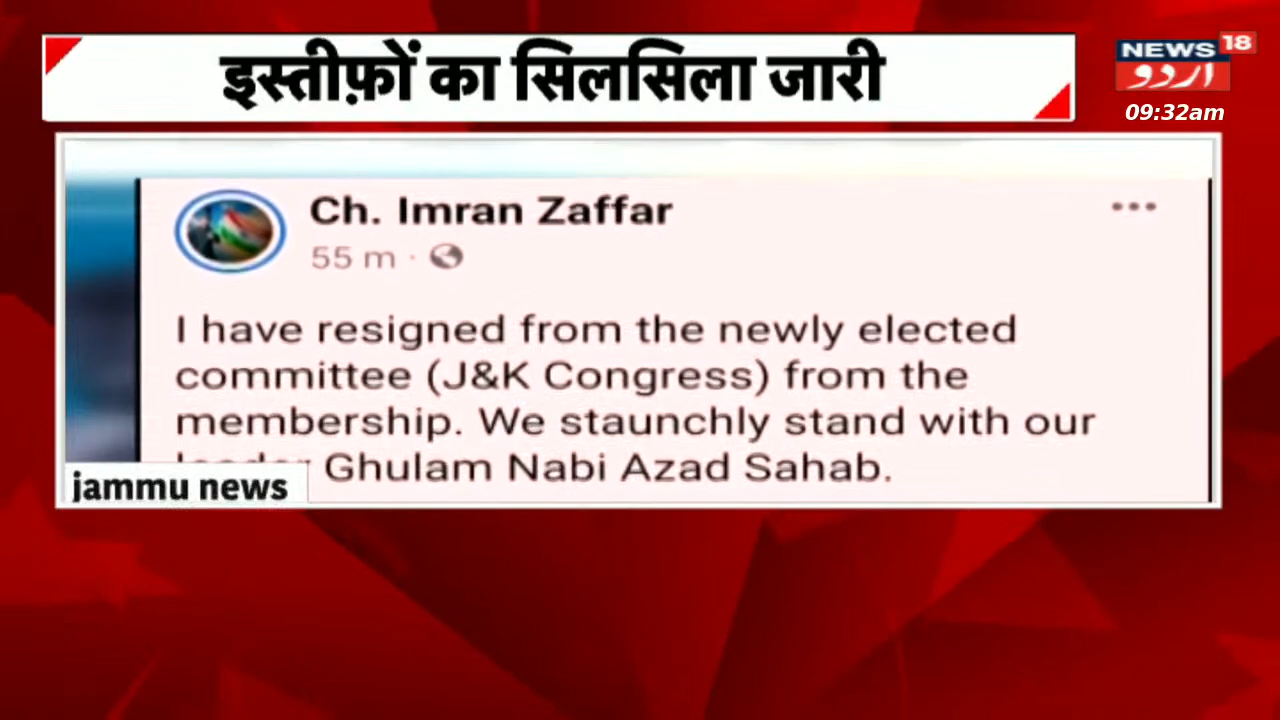 इस्तीफ़ों का सिलसिला जारी
NEWS 18
اردو
09:32am
Ch. Imran Zaffar
55 m ·
I have resigned from the newly elected
committee (J&K Congress) from the
membership. We staunchly stand with our
Ghulam Nabi Azad Sahab.
jammu news